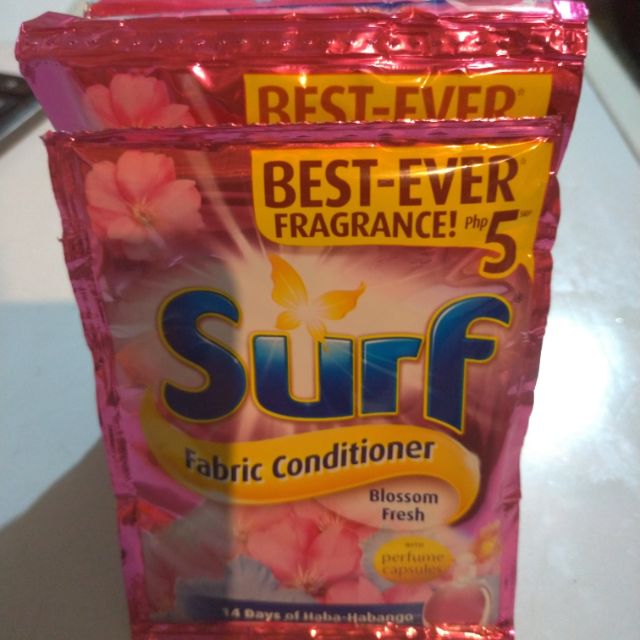 BEST-EVER
BEST-EVER
FRAGRANCE! Php 5
Surf
Fabric Conditioner
Blossom
Fresh
WITH
perfume
capsules
14 Days of Haba-Habango